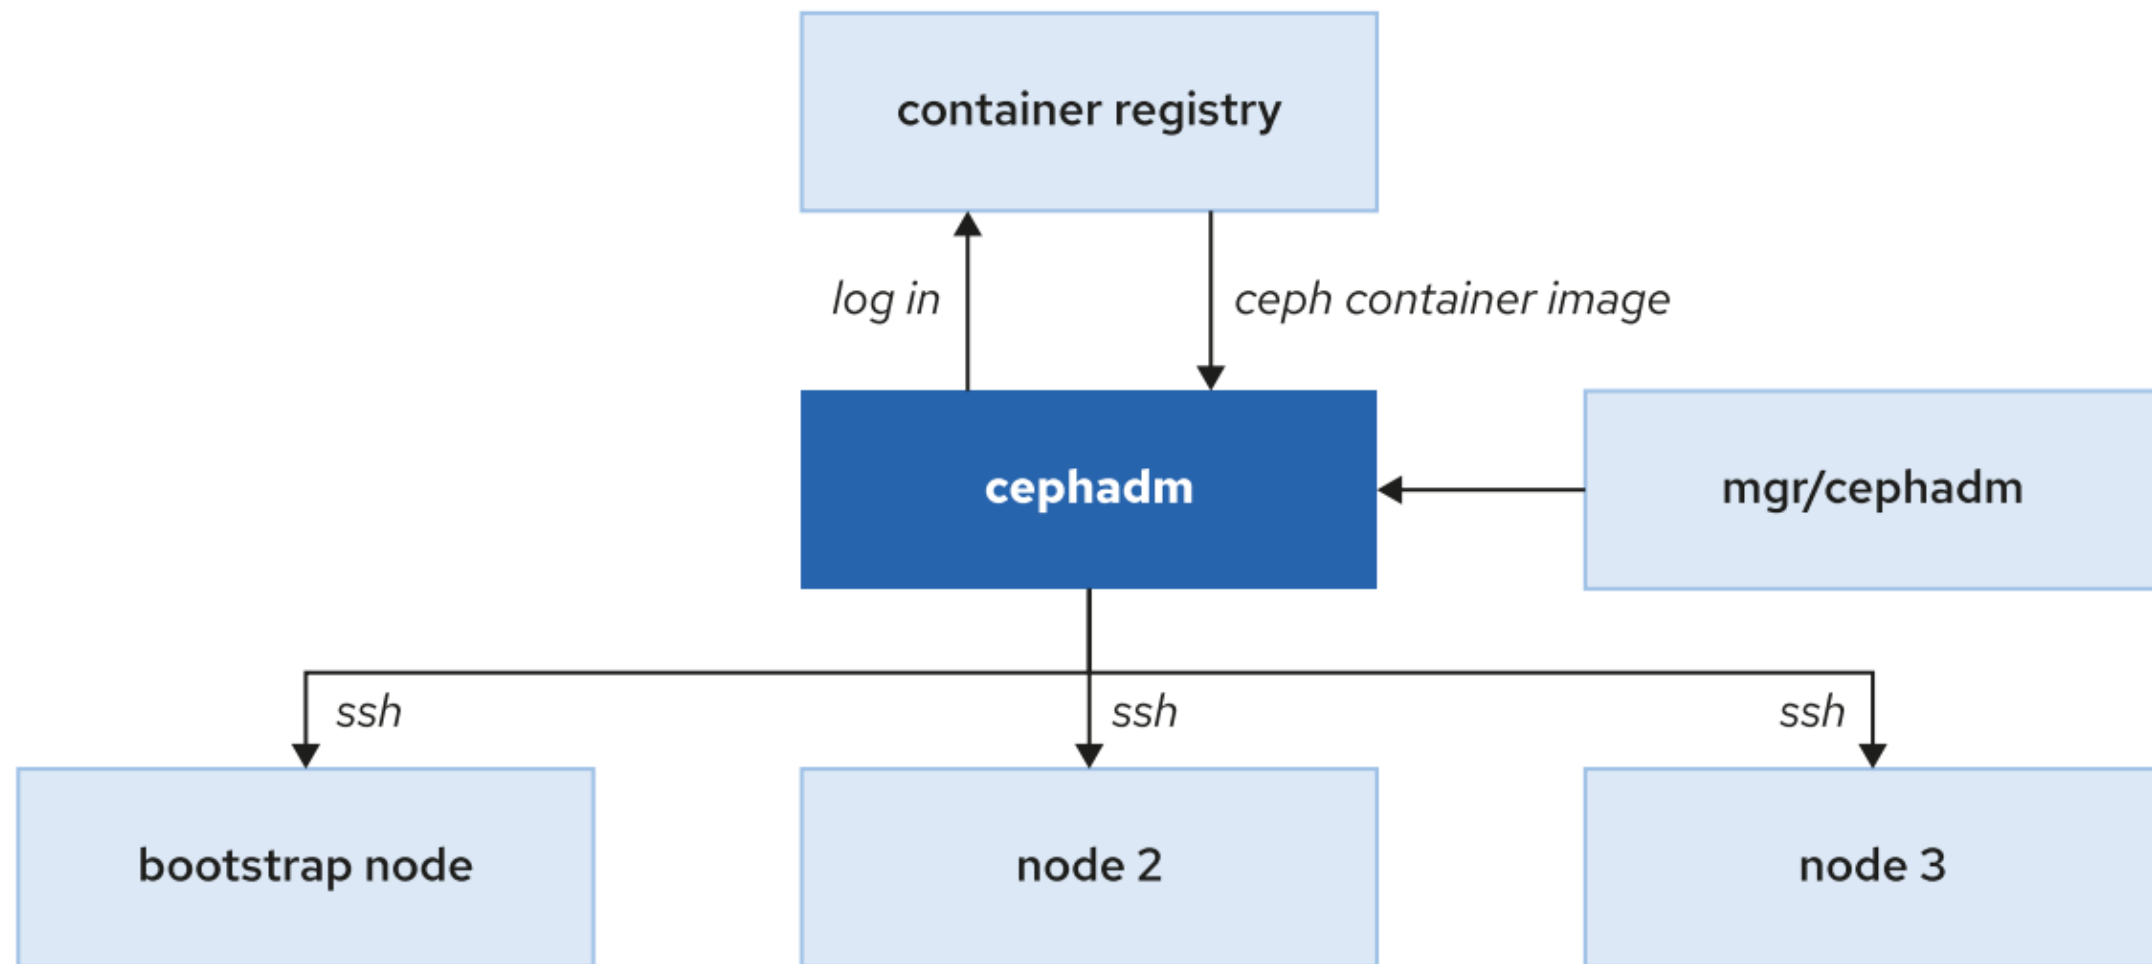 container registry
log in
ceph container image
cephadm
mgr/cephadm
ssh
ssh
ssh
bootstrap node
node 2
node 3